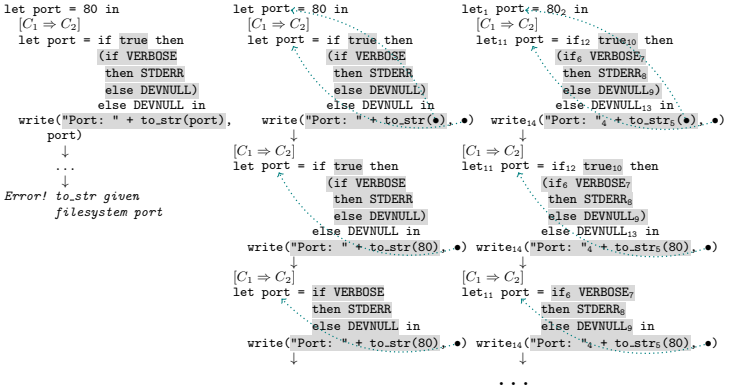 let port = 80 in
[C₁ ⇒ C₂]
let port = if true then
(if VERBOSE
then STDERR
else DEVNULL)
else DEVNULL in
write("Port: " + to_str(port),
port)
↓
...
↓
Error! to_str given
filesystem port
let port = 80 in
[C₁ ⇒ C₂]
let port = if true then
(if VERBOSE
then STDERR
else DEVNULL)
else DEVNULL in
write("Port: " + to_str(●), ●)
↓
[C₁ ⇒ C₂]
let port = if true then
(if VERBOSE
then STDERR
else DEVNULL)
else DEVNULL in
write("Port: " + to_str(80), ●)
↓
[C₁ ⇒ C₂]
let port = if VERBOSE
then STDERR
else DEVNULL in
write("Port: " + to_str(80), ●)
↓
let₁ port = 80₂ in
[C₁ ⇒ C₂]
let₁₁ port = if₁₂ true₁₀ then
(if₆ VERBOSE₇
then STDERR₈
else DEVNULL₉)
else DEVNULL₁₃ in
write₁₄("Port: "₄ + to_str₅(●), ●)
↓
[C₁ ⇒ C₂]
let₁₁ port = if₁₂ true₁₀ then
(if₆ VERBOSE₇
then STDERR₈
else DEVNULL₉)
else DEVNULL₁₃ in
write₁₄("Port: "₄ + to_str₅(80), ●)
↓
[C₁ ⇒ C₂]
let₁₁ port = if₆ VERBOSE₇
then STDERR₈
else DEVNULL₉ in
write₁₄("Port: "₄ + to_str₅(80), ●)
↓
...